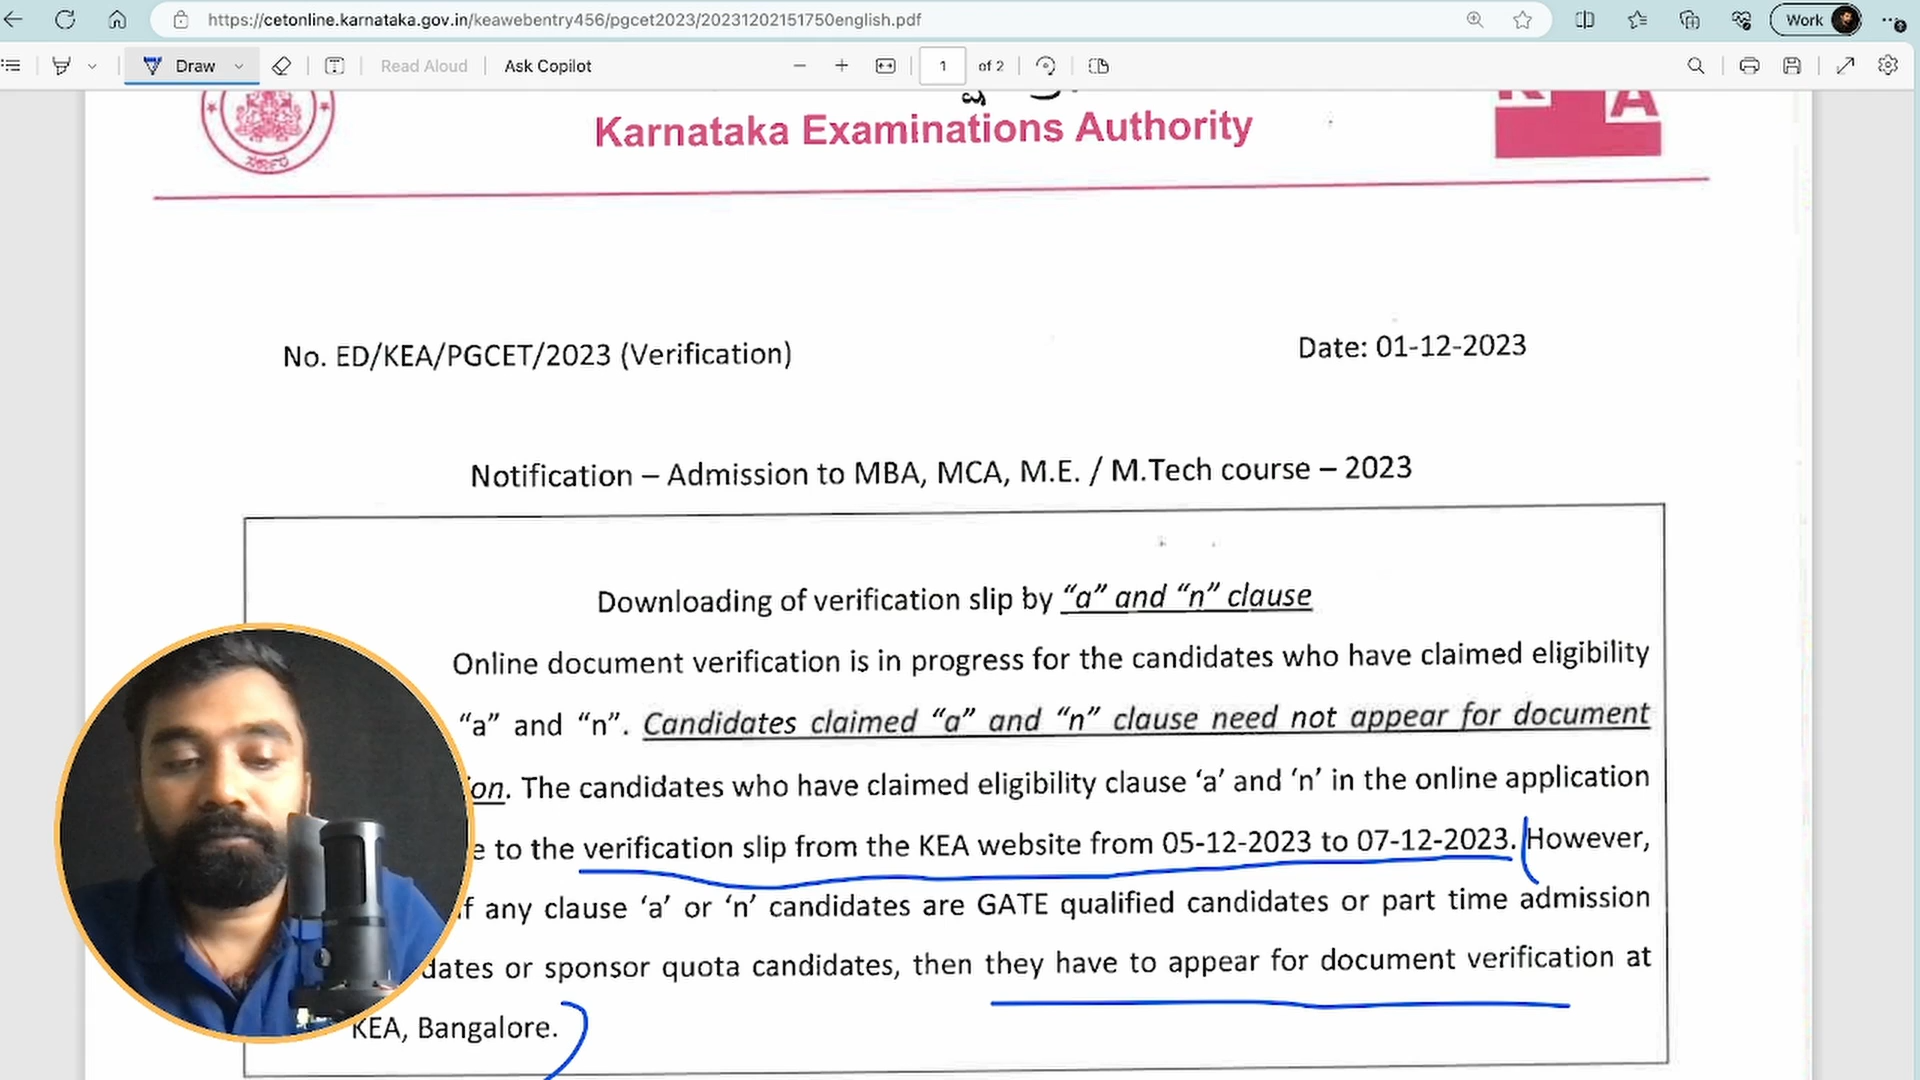 https://cetonline.karnataka.gov.in/keawebentry456/pgcet2023/20231202151750english.pdf
Work
Draw
Read Aloud
Ask Copilot
1 of 2
Karnataka Examinations Authority
No. ED/KEA/PGCET/2023 (Verification)
Date: 01-12-2023
Notification – Admission to MBA, MCA, M.E. / M.Tech course – 2023
Downloading of verification slip by “a” and “n” clause
Online document verification is in progress for the candidates who have claimed eligibility
“a” and “n”. Candidates claimed “a” and “n” clause need not appear for document
on. The candidates who have claimed eligibility clause ‘a’ and ‘n’ in the online application
e to the verification slip from the KEA website from 05-12-2023 to 07-12-2023. However,
if any clause ‘a’ or ‘n’ candidates are GATE qualified candidates or part time admission
dates or sponsor quota candidates, then they have to appear for document verification at
KEA, Bangalore.